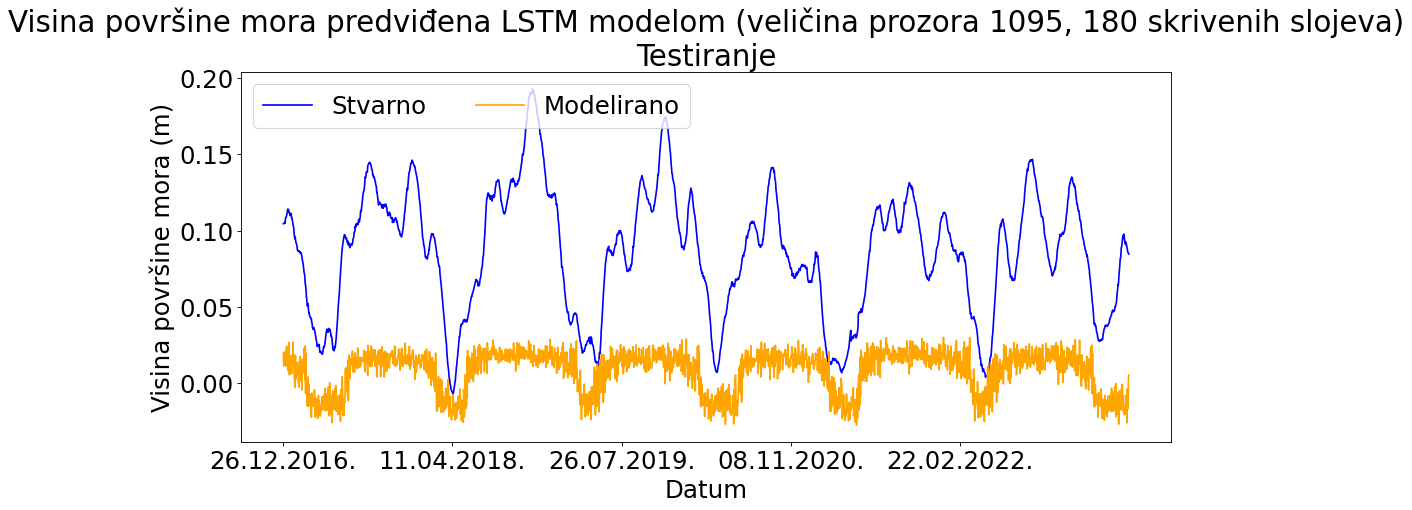 Visina površine mora predviđena LSTM modelom (veličina prozora 1095, 180 skrivenih slojeva)
Testiranje
Stvarno
Modelirano
Visina površine mora (m)
0.20
0.15
0.10
0.05
0.00
26.12.2016.
11.04.2018.
26.07.2019.
08.11.2020.
22.02.2022.
Datum